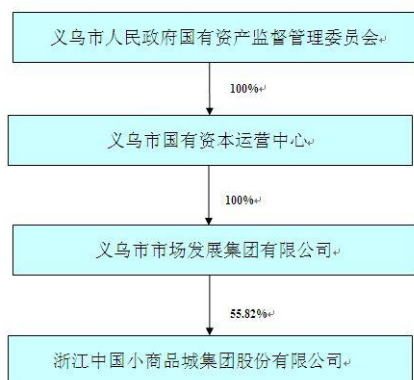 义乌市人民政府国有资产监督管理委员会
100%
义乌市国有资本运营中心
100%
义乌市市场发展集团有限公司
55.82%
浙江中国小商品城集团股份有限公司